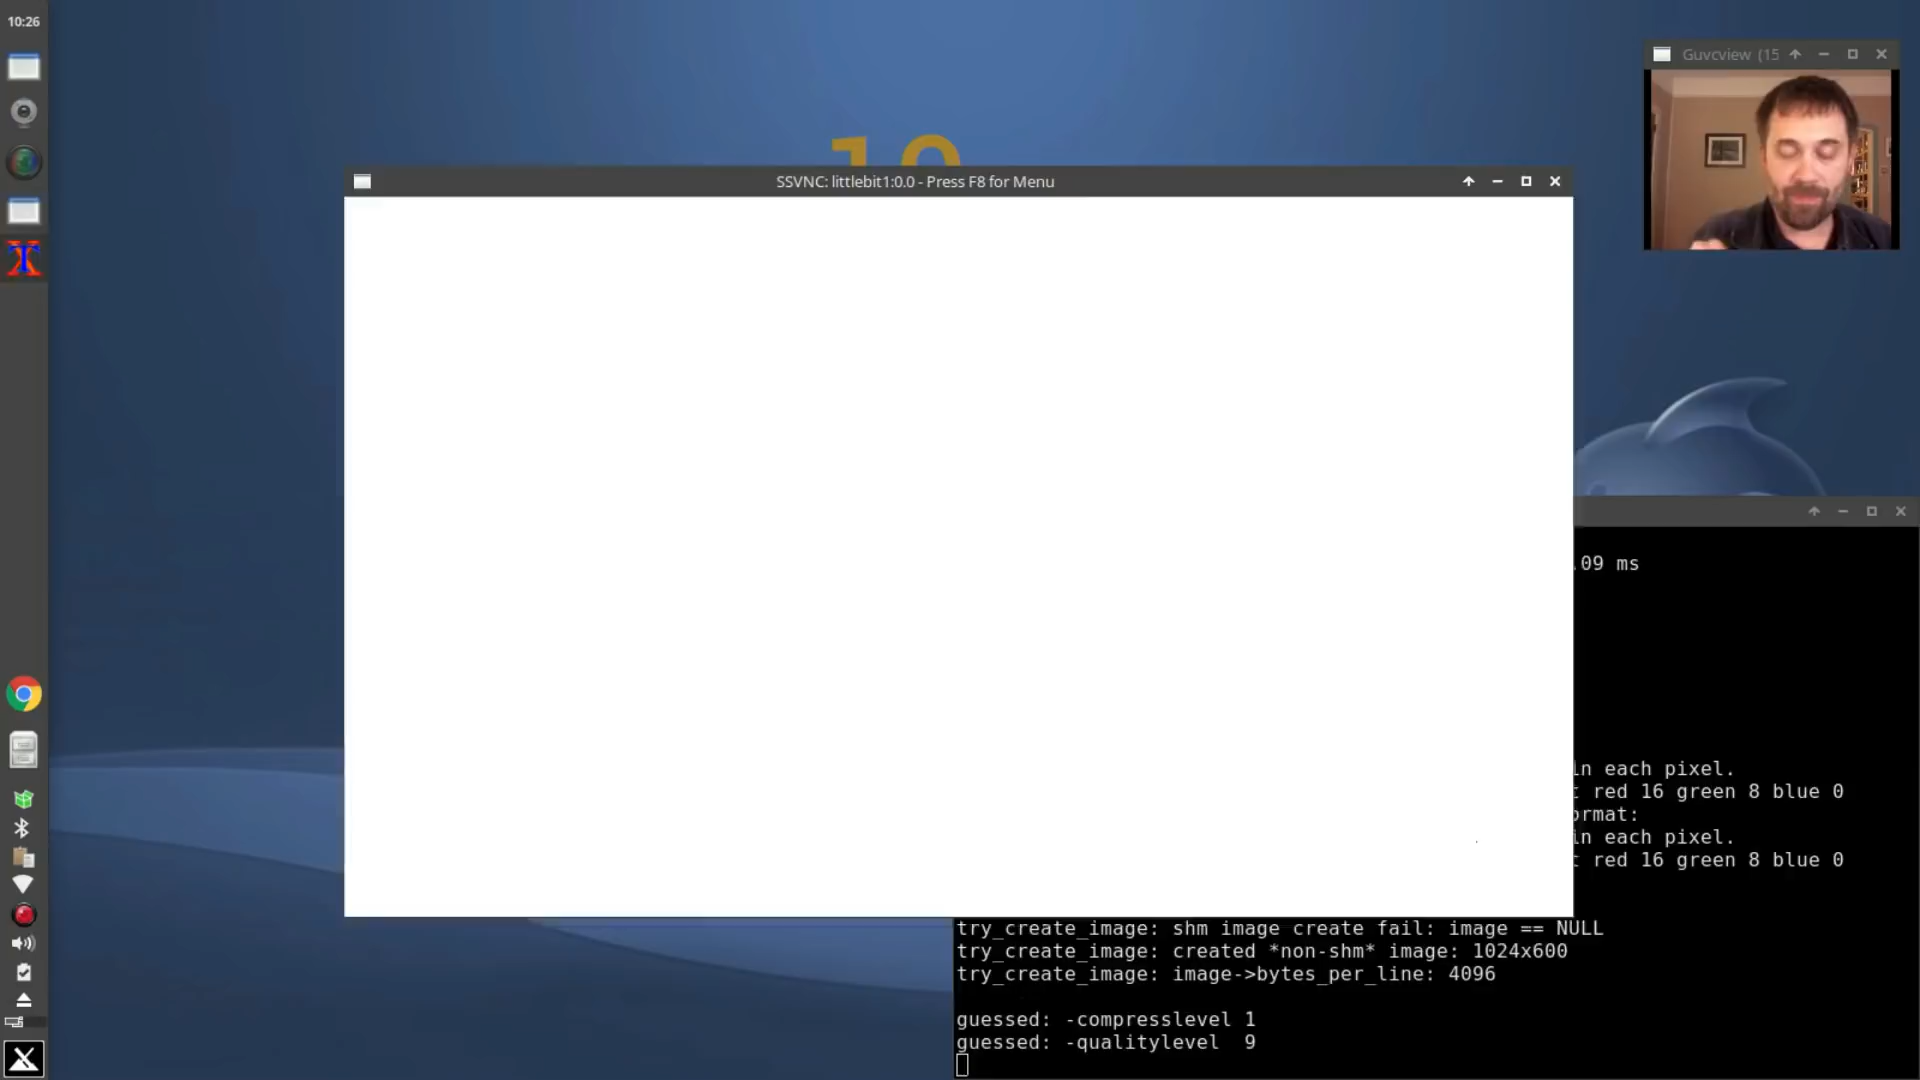 10:26
Guvcview (15
10
SSVNC: littlebit1:0.0 - Press F8 for Menu
.09 ms
in each pixel.
t red 16 green 8 blue 0
ormat:
in each pixel.
t red 16 green 8 blue 0
try_create_image: shm image create fail: image == NULL
try_create_image: created *non-shm* image: 1024x600
try_create_image: image->bytes_per_line: 4096
guessed: -compresslevel 1
guessed: -qualitylevel  9